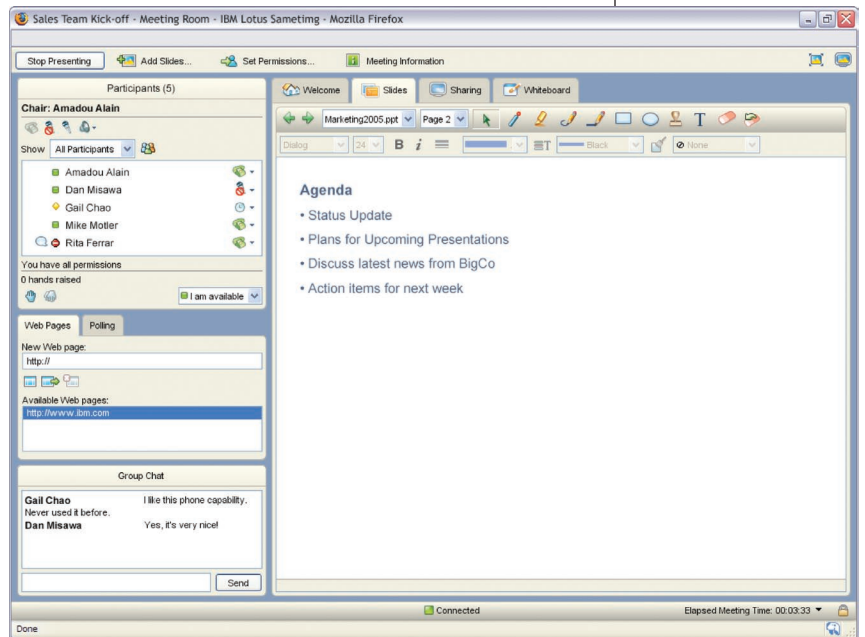 Sales Team Kick-off - Meeting Room - IBM Lotus Sametimg - Mozilla Firefox
Stop Presenting Add Slides... Set Permissions... Meeting Information
Participants (5)
Chair: Amadou Alain
Show All Participants
Amadou Alain
Dan Misawa
Gail Chao
Mike Motler
Rita Ferrar
You have all permissions
0 hands raised
I am available
Web Pages Polling
New Web page:
http://
Available Web pages:
http://www.ibm.com
Group Chat
Gail Chao I like this phone capability.
Never used it before.
Dan Misawa Yes, it's very nice!
Send
Welcome Slides Sharing Whiteboard
Marketing2005.ppt Page 2 T
Dialog 24 B i T Black None
Agenda
• Status Update
• Plans for Upcoming Presentations
• Discuss latest news from BigCo
• Action items for next week
Connected Elapsed Meeting Time: 00:03:33
Done